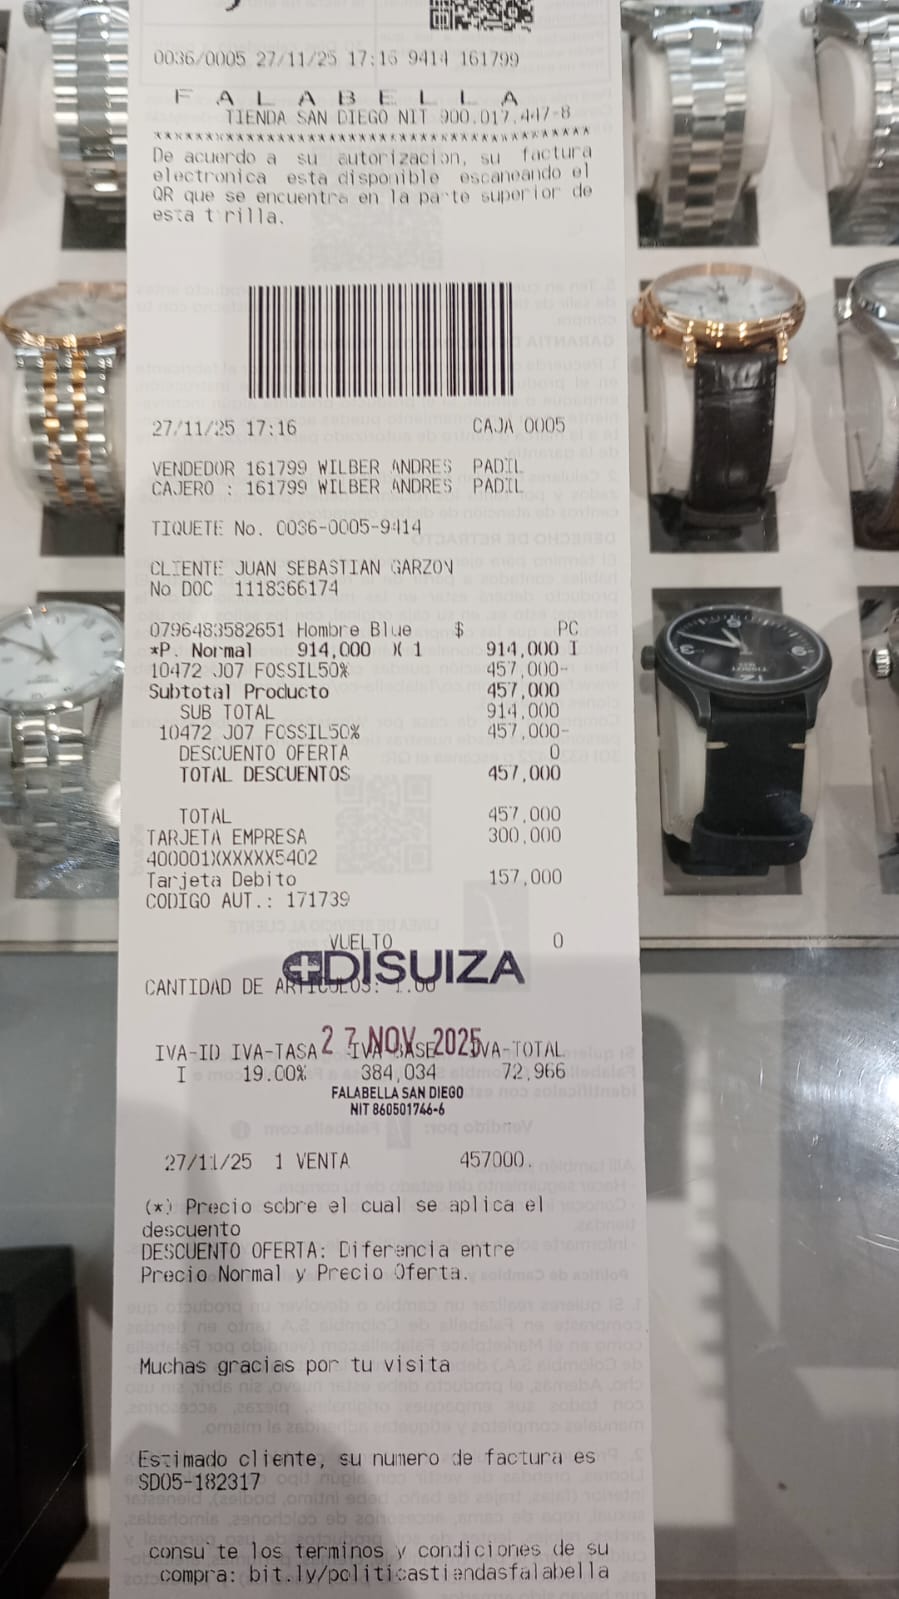 0036/0005 27/11/25 17:16 9414 161799
F A L A B E L L A
TIENDA SAN DIEGO NIT 900.017.447-8
****************************************
De acuerdo a su autorizacion, su factura
electronica esta disponible escaneando el
QR que se encuentra en la parte superior de
esta tirilla.
27/11/25 17:16 CAJA 0005
VENDEDOR 161799 WILBER ANDRES PADIL
CAJERO : 161799 WILBER ANDRES PADIL
TIQUETE No. 0036-0005-9414
CLIENTE JUAN SEBASTIAN GARZON
No DOC 1118366174
0796483582651 Hombre Blue $ PC
*P. Normal 914,000 X 1 914,000 I
10472 J07 FOSSIL50% 457,000-
Subtotal Producto 457,000
SUB TOTAL 914,000
10472 J07 FOSSIL50% 457,000-
DESCUENTO OFERTA 0
TOTAL DESCUENTOS 457,000
TOTAL 457,000
TARJETA EMPRESA 300,000
400001XXXXXX5402
Tarjeta Debito 157,000
CODIGO AUT.: 171739
VUELTO 0
DISUIZA
CANTIDAD DE ARTICULOS: 1.00
27 NOV 2025
IVA-ID IVA-TASA IVA BASE IVA-TOTAL
I 19.00% 384,034 72,966
FALABELLA SAN DIEGO
NIT 860501746-6
27/11/25 1 VENTA 457000.
(*) Precio sobre el cual se aplica el
descuento
DESCUENTO OFERTA: Diferencia entre
Precio Normal y Precio Oferta.
Muchas gracias por tu visita
Estimado cliente, su numero de factura es
SD05-182317
consulte los terminos y condiciones de su
compra: bit.ly/politicastiendasfalabella